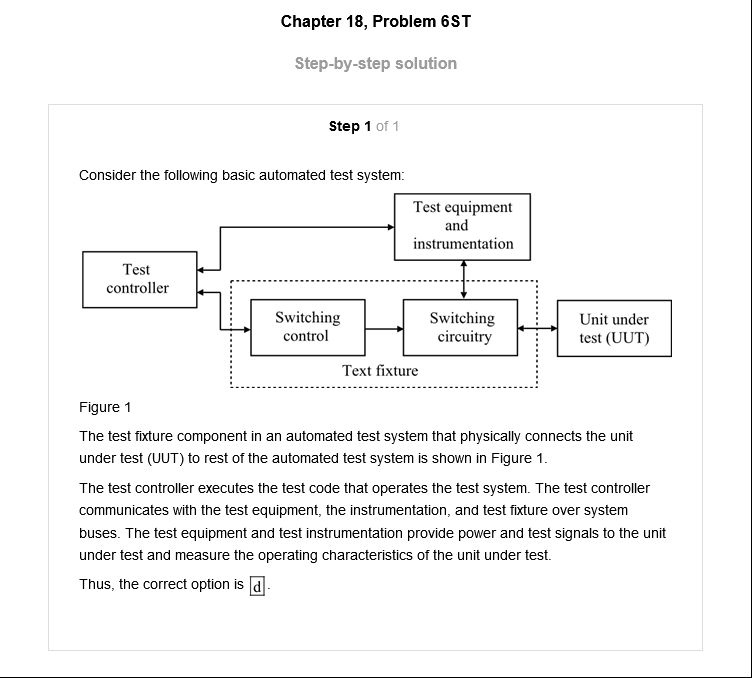 Chapter 18, Problem 6ST
Step-by-step solution
Step 1 of 1
Consider the following basic automated test system:
Test equipment
and
instrumentation
Test
controller
Switching
control
Switching
circuitry
Unit under
test (UUT)
Text fixture
Figure 1
The test fixture component in an automated test system that physically connects the unit
under test (UUT) to rest of the automated test system is shown in Figure 1.
The test controller executes the test code that operates the test system. The test controller
communicates with the test equipment, the instrumentation, and test fixture over system
buses. The test equipment and test instrumentation provide power and test signals to the unit
under test and measure the operating characteristics of the unit under test.
Thus, the correct option is d.